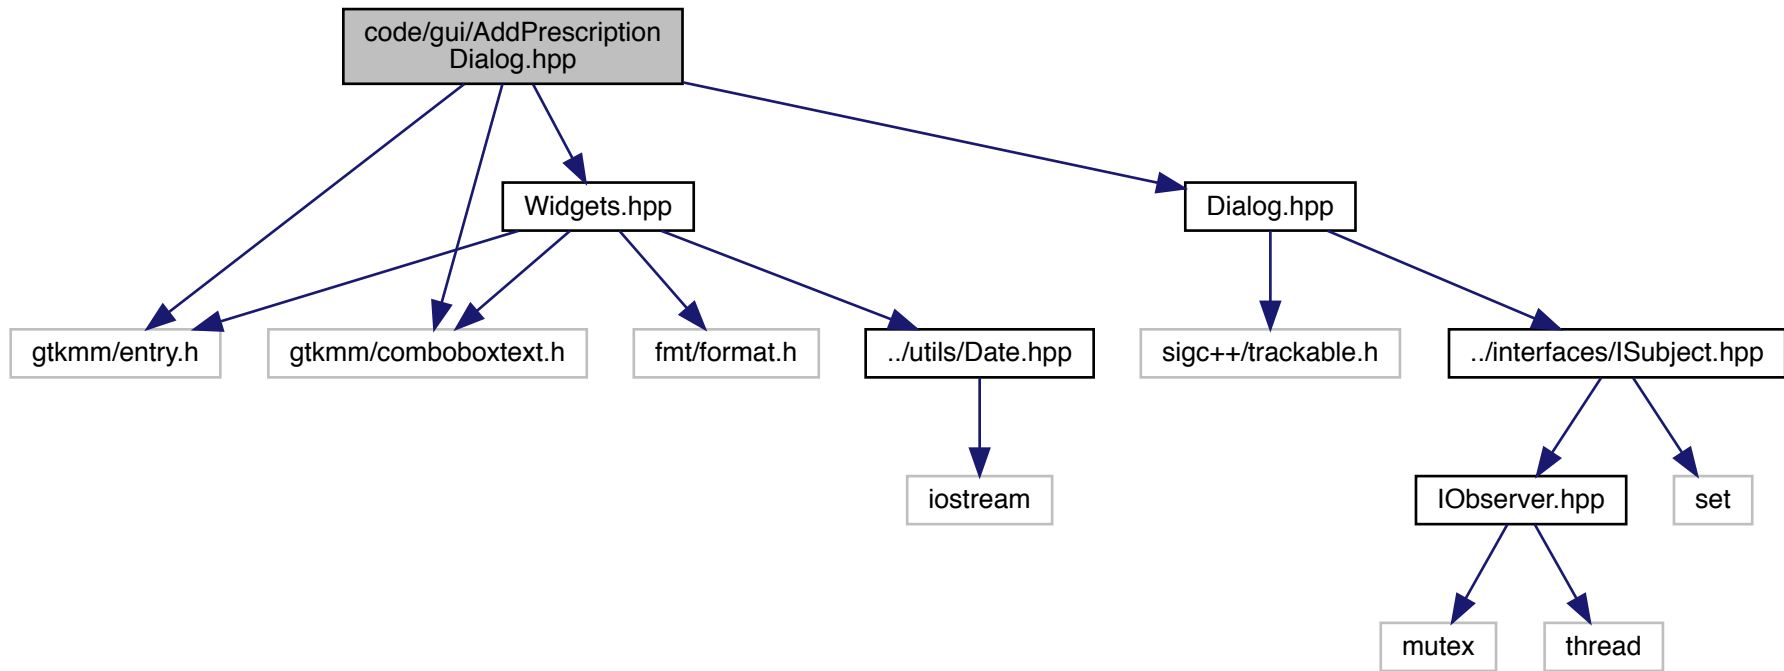 code/gui/AddPrescription
Dialog.hpp
Widgets.hpp
Dialog.hpp
gtkmm/entry.h
gtkmm/comboboxtext.h
fmt/format.h
../utils/Date.hpp
sigc++/trackable.h
../interfaces/ISubject.hpp
iostream
IObserver.hpp
set
mutex
thread